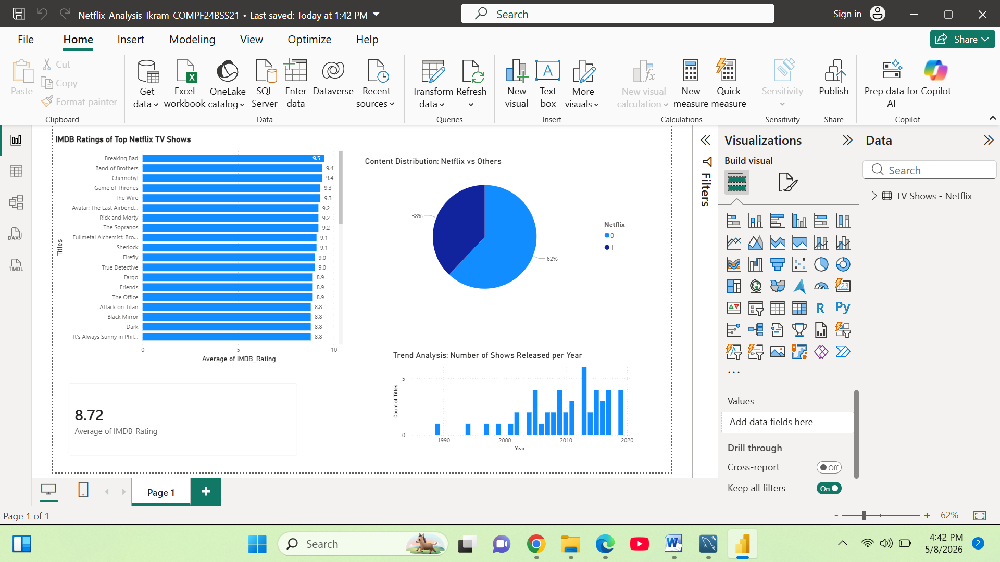 Netflix_Analysis_Ikram_COMPF24BSS21 • Last saved: Today at 1:42 PM
Search
Sign in
File
Home
Insert
Modeling
View
Optimize
Help
Share
Paste
Cut
Copy
Format painter
Clipboard
Get data
Excel workbook
OneLake catalog
SQL Server
Enter data
Dataverse
Recent sources
Data
Transform data
Refresh
Queries
New visual
Text box
More visuals
Insert
New visual calculation
New measure
Quick measure
Calculations
Sensitivity
Sensitivity
Publish
Share
Prep data for AI
Copilot
Copilot
DAX
TMDL
IMDB Ratings of Top Netflix TV Shows
Titles
Breaking Bad 9.5
Band of Brothers 9.4
Chernobyl 9.4
Game of Thrones 9.3
The Wire 9.3
Avatar: The Last Airbend... 9.2
Rick and Morty 9.2
The Sopranos 9.2
Fullmetal Alchemist: Bro... 9.1
Sherlock 9.1
Firefly 9.0
True Detective 9.0
Fargo 8.9
Friends 8.9
The Office 8.9
Attack on Titan 8.8
Black Mirror 8.8
Dark 8.8
It's Always Sunny in Phil... 8.8
0 5 10
Average of IMDB_Rating
Content Distribution: Netflix vs Others
38%
62%
Netflix
0
1
8.72
Average of IMDB_Rating
Trend Analysis: Number of Shows Released per Year
Count of Titles
5
0
1990 2000 2010 2020
Year
Filters
Visualizations
Build visual
123
R
Py
...
Values
Add data fields here
Drill through
Cross-report
Off
Keep all filters
On
Data
Search
TV Shows - Netflix
Page 1
Page 1 of 1
- + 62%
Search
4:42 PM
5/8/2026
2